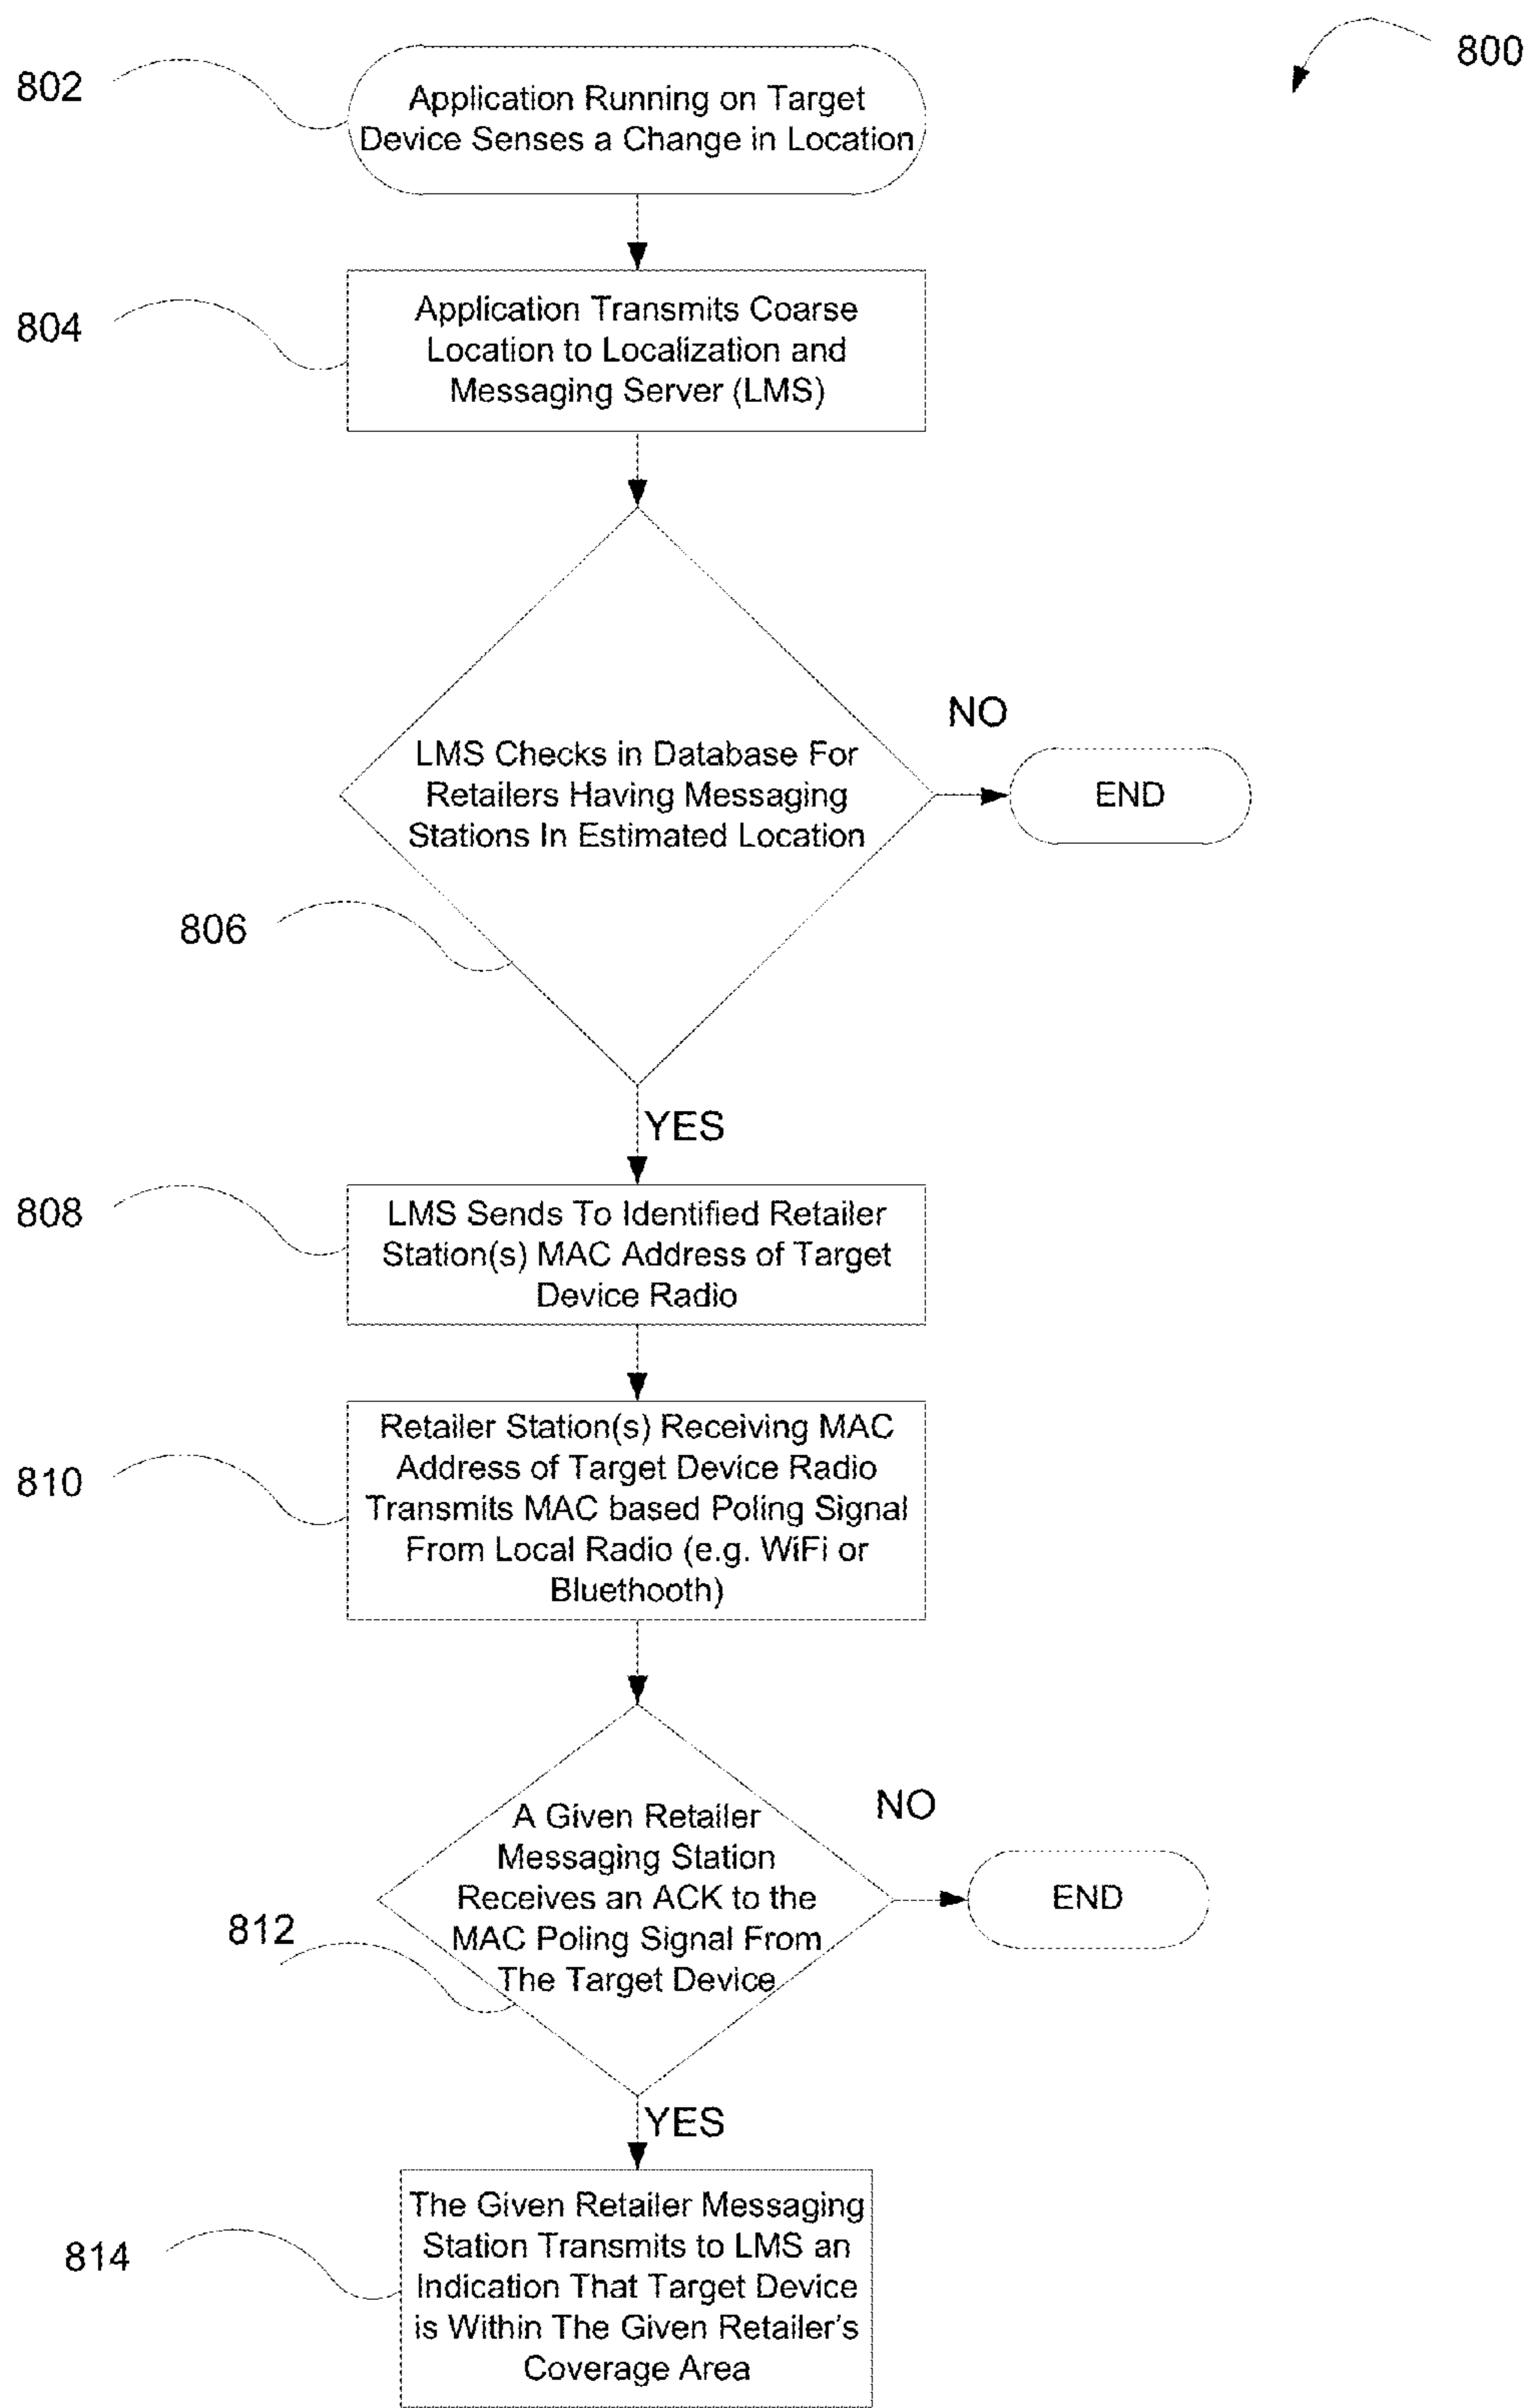 800
802
Application Running on Target
Device Senses a Change in Location
804
Application Transmits Coarse
Location to Localization and
Messaging Server (LMS)
LMS Checks in Database For
Retailers Having Messaging
Stations In Estimated Location
NO
END
806
YES
808
LMS Sends To Identified Retailer
Station(s) MAC Address of Target
Device Radio
810
Retailer Station(s) Receiving MAC
Address of Target Device Radio
Transmits MAC based Poling Signal
From Local Radio (e.g. WiFi or
Bluethooth)
A Given Retailer
Messaging Station
Receives an ACK to the
MAC Poling Signal From
The Target Device
NO
END
812
YES
814
The Given Retailer Messaging
Station Transmits to LMS an
Indication That Target Device
is Within The Given Retailer's
Coverage Area